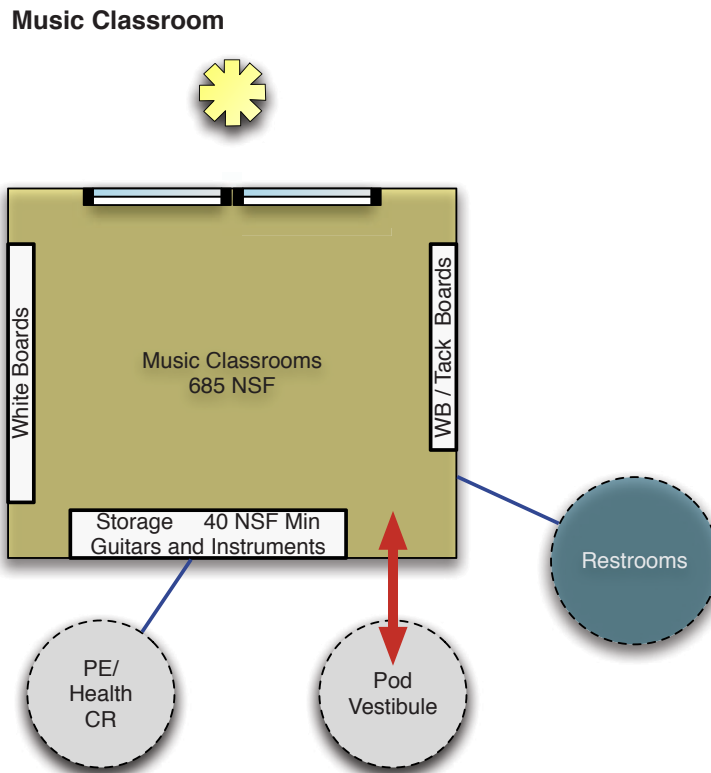 Music Classroom
White Boards
WB / Tack Boards
Music Classrooms
685 NSF
Storage 40 NSF Min
Guitars and Instruments
Restrooms
PE/
Health
CR
Pod
Vestibule